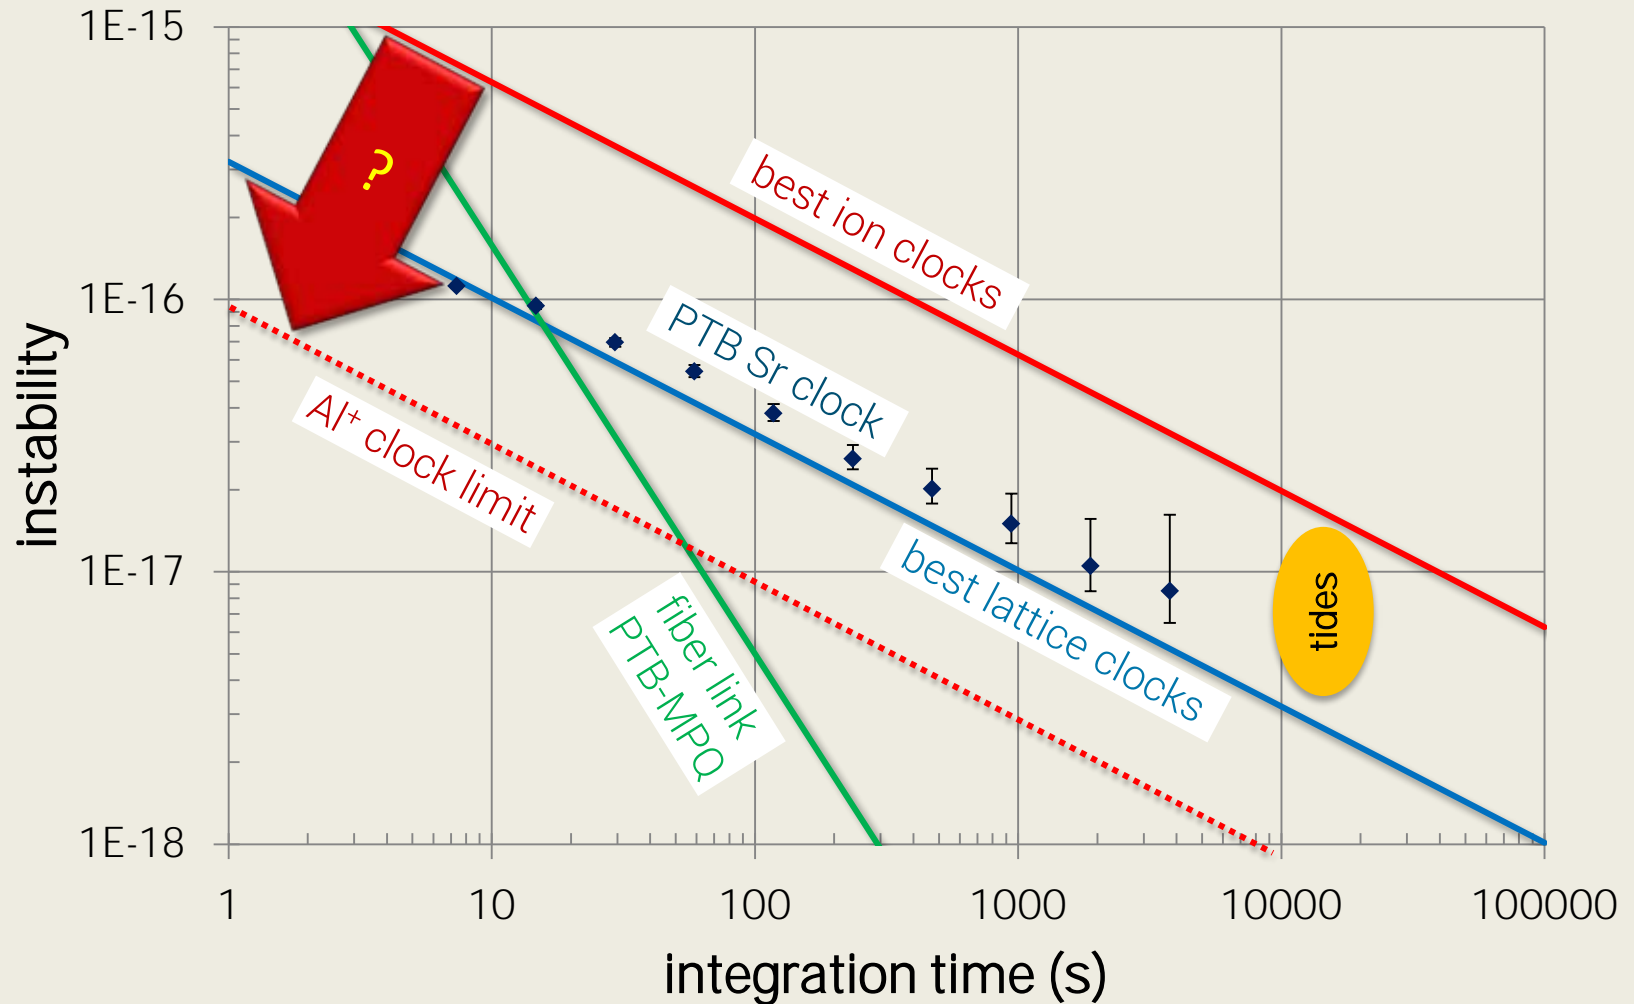 1E-15
1E-16
1E-17
1E-18
instability
?
best ion clocks
PTB Sr clock
Al⁺ clock limit
best lattice clocks
fiber link
PTB-MPQ
tides
1
10
100
1000
10000
100000
integration time (s)